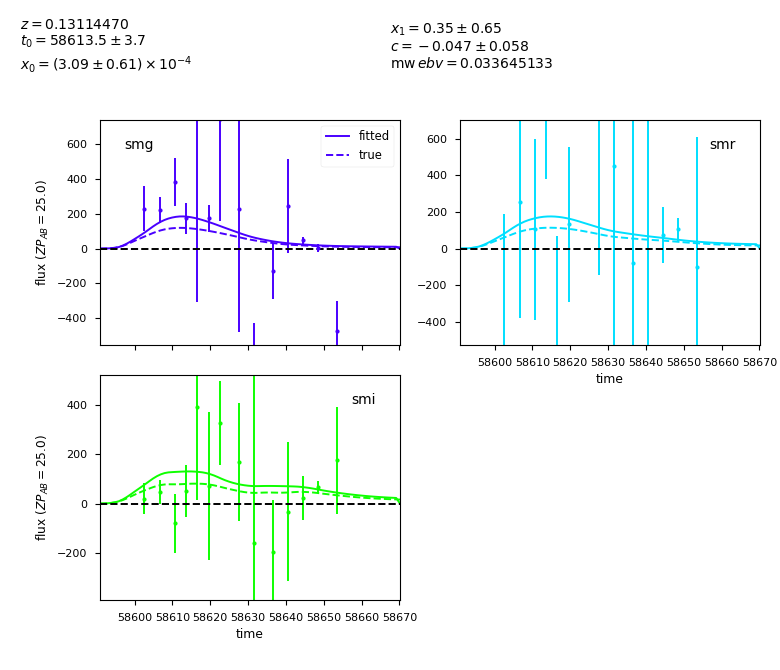 z = 0.13114470
t₀ = 58613.5 ± 3.7
x₀ = (3.09 ± 0.61) × 10⁻⁴
x₁ = 0.35 ± 0.65
c = −0.047 ± 0.058
mw ebv = 0.033645133
smg
fitted
true
600
400
200
0
−200
−400
flux (ZP_AB = 25.0)
smr
600
400
200
0
−200
−400
58600 58610 58620 58630 58640 58650 58660 58670
time
smi
400
200
0
−200
flux (ZP_AB = 25.0)
58600 58610 58620 58630 58640 58650 58660 58670
time